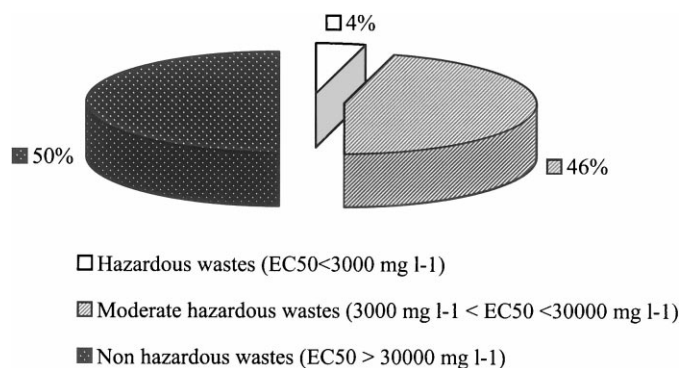 4%
50%
46%
Hazardous wastes (EC50<3000 mg l-1)
Moderate hazardous wastes (3000 mg l-1 < EC50 <30000 mg l-1)
Non hazardous wastes (EC50 > 30000 mg l-1)